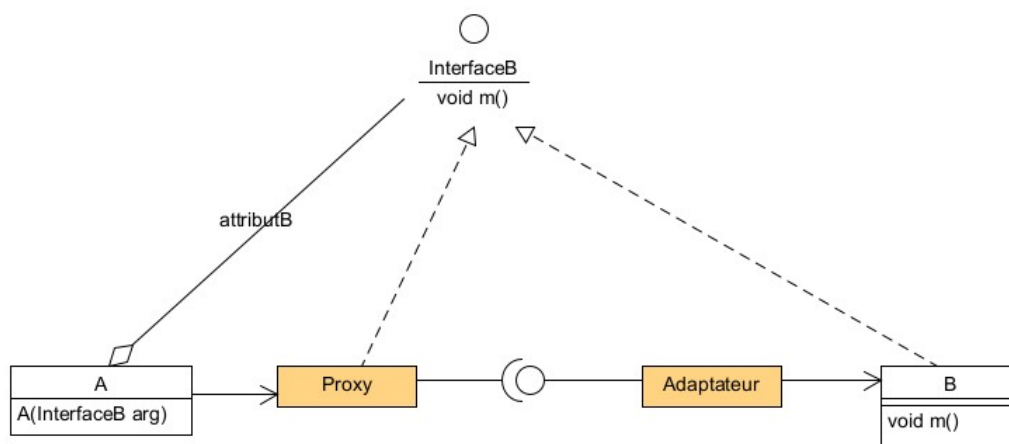 InterfaceB
void m()
attributB
A
A(InterfaceB arg)
Proxy
Adaptateur
B
void m()